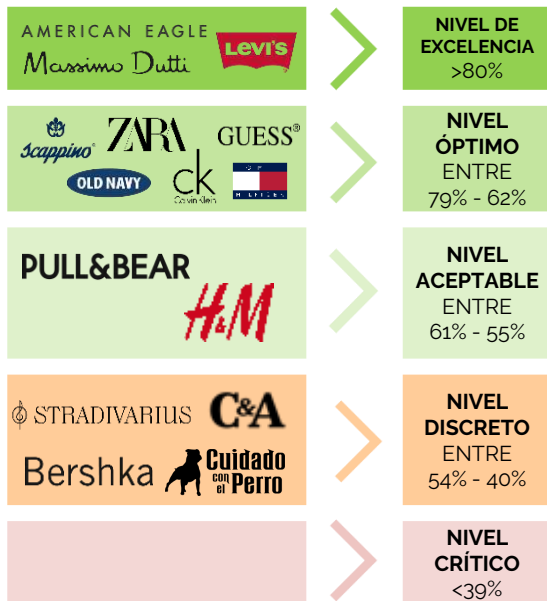 AMERICAN EAGLE
Massimo Dutti
LEVI'S
NIVEL DE
EXCELENCIA
>80%
Scappino®
ZARA
GUESS®
OLD NAVY
ck
Calvin Klein
HILFIGER
NIVEL
ÓPTIMO
ENTRE
79% - 62%
PULL&BEAR
H&M
NIVEL
ACEPTABLE
ENTRE
61% - 55%
STRADIVARIUS
C&A
Bershka
Cuidado
con
el Perro
NIVEL
DISCRETO
ENTRE
54% - 40%
NIVEL
CRÍTICO
<39%